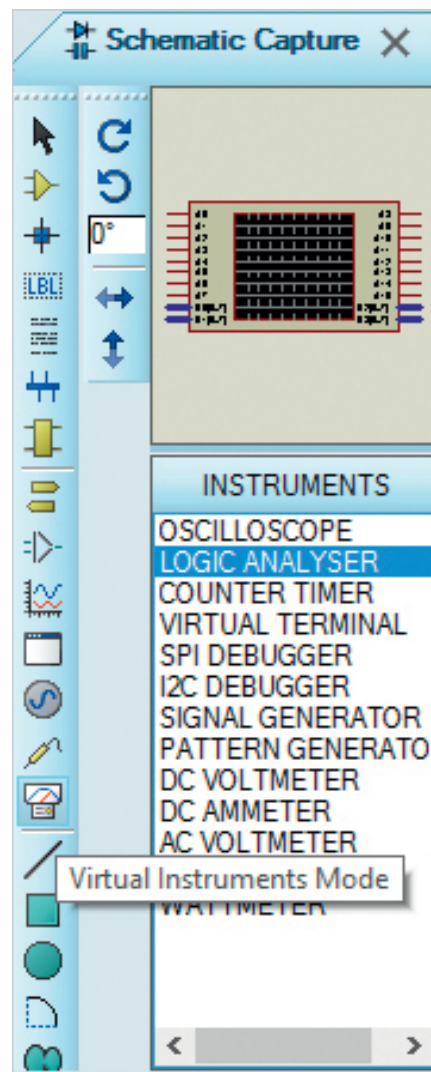 Schematic Capture
0°
LBL
INSTRUMENTS
OSCILLOSCOPE
LOGIC ANALYSER
COUNTER TIMER
VIRTUAL TERMINAL
SPI DEBUGGER
I2C DEBUGGER
SIGNAL GENERATOR
PATTERN GENERATO
DC VOLTMETER
DC AMMETER
AC VOLTMETER
Virtual Instruments Mode
WATTMETER